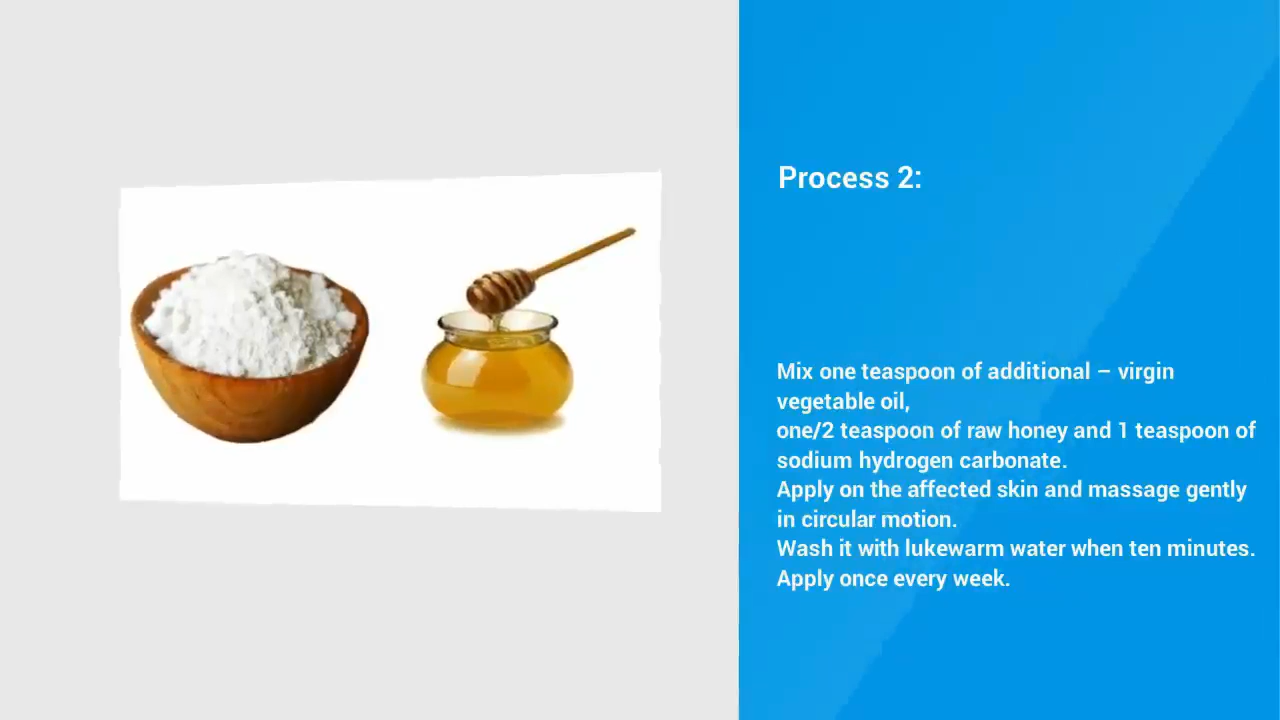 Process 2:
Mix one teaspoon of additional – virgin
vegetable oil,
one/2 teaspoon of raw honey and 1 teaspoon of
sodium hydrogen carbonate.
Apply on the affected skin and massage gently
in circular motion.
Wash it with lukewarm water when ten minutes.
Apply once every week.